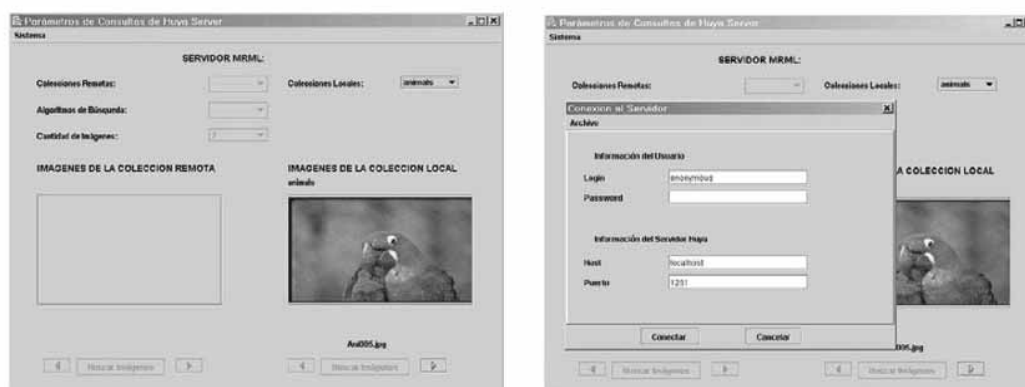 Parámetros de Consultas de Huya Server
Sistema
SERVIDOR MRML:
Colecciones Remotas:
Colecciones Locales:
animals
Algoritmos de Búsqueda:
Cantidad de Imágenes:
IMAGENES DE LA COLECCION REMOTA
IMAGENES DE LA COLECCION LOCAL
animals
Ani005.jpg
Buscar Imágenes
Buscar Imágenes
Parámetros de Consultas de Huya Server
Sistema
SERVIDOR MRML:
Colecciones Remotas:
Colecciones Locales:
animals
Conexion al Servidor
Archivo
Información del Usuario
Login
anonymous
Password
Información del Servidor Huya
Host
localhost
Puerto
1251
Conectar
Cancelar
A COLECCION LOCAL
005.jpg
Buscar Imágenes
Buscar Imágenes